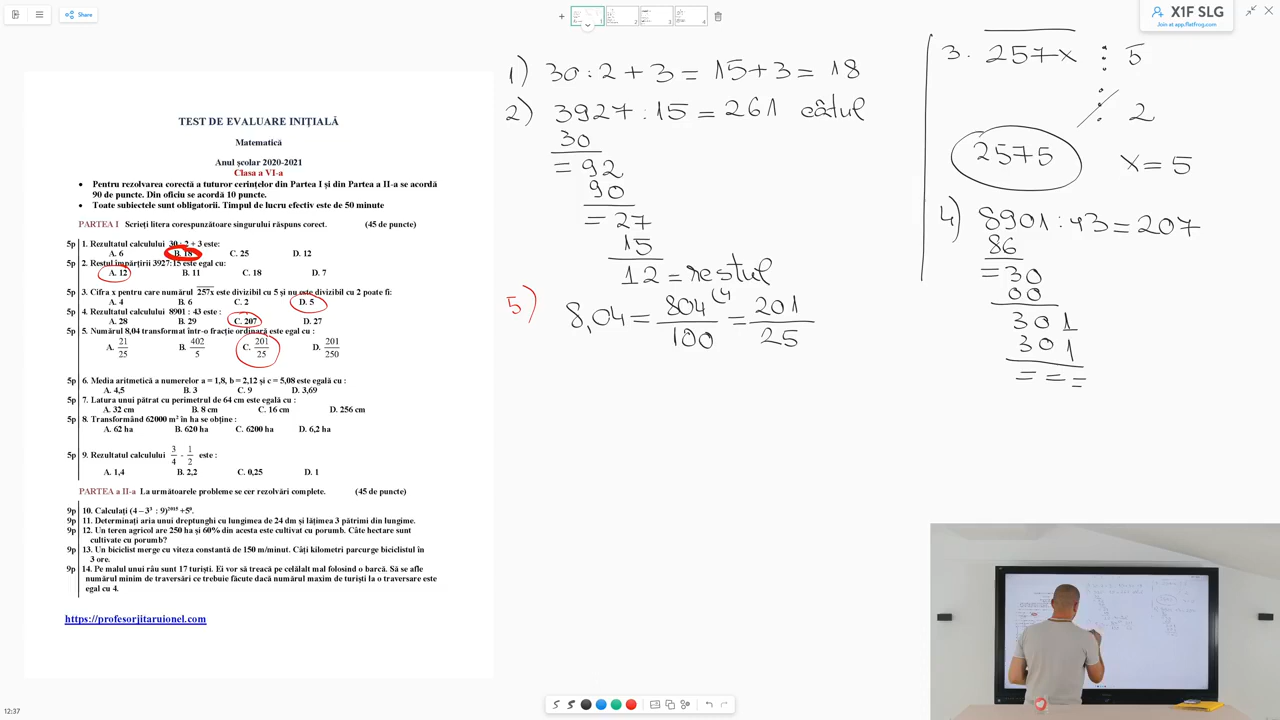 Share
1
2
3
4
X1F SLG
Join at app.flatfrog.com
TEST DE EVALUARE INIȚIALĂ
Matematică
Anul școlar 2020-2021
Clasa a VI-a
• Pentru rezolvarea corectă a tuturor cerințelor din Partea I și din Partea a II-a se acordă
90 de puncte. Din oficiu se acordă 10 puncte.
• Toate subiectele sunt obligatorii. Timpul de lucru efectiv este de 50 minute
PARTEA I Scrieți litera corespunzătoare singurului răspuns corect. (45 de puncte)
5p 1. Rezultatul calculului 30 : 2 + 3 este:
A. 6 B. 18 C. 25 D. 12
5p 2. Restul împărțirii 3927:15 este egal cu:
A. 12 B. 11 C. 18 D. 7
5p 3. Cifra x pentru care numărul 257x este divizibil cu 5 și nu este divizibil cu 2 poate fi:
A. 4 B. 6 C. 2 D. 5
5p 4. Rezultatul calculului 8901 : 43 este:
A. 28 B. 29 C. 207 D. 27
5p 5. Numărul 8,04 transformat într-o fracție ordinară este egal cu :
A. 21/25 B. 402/5 C. 201/25 D. 201/250
5p 6. Media aritmetică a numerelor a = 1,8, b = 2,12 și c = 5,08 este egală cu :
A. 4,5 B. 3 C. 9 D. 3,69
5p 7. Latura unui pătrat cu perimetrul de 64 cm este egală cu :
A. 32 cm B. 8 cm C. 16 cm D. 256 cm
5p 8. Transformând 62000 m² în ha se obține :
A. 62 ha B. 620 ha C. 6200 ha D. 6,2 ha
5p 9. Rezultatul calculului 3/4 - 1/2 este :
A. 1,4 B. 2,2 C. 0,25 D. 1
PARTEA a II-a La următoarele probleme se cer rezolvări complete. (45 de puncte)
9p 10. Calculați (4 – 3³ : 9)²⁰¹⁵ +5⁰.
9p 11. Determinați aria unui dreptunghi cu lungimea de 24 dm și lățimea 3 pătrimi din lungime.
9p 12. Un teren agricol are 250 ha și 60% din acesta este cultivat cu porumb. Câte hectare sunt
cultivate cu porumb?
9p 13. Un biciclist merge cu viteza constantă de 150 m/minut. Câți kilometri parcurge biciclistul în
3 ore.
9p 14. Pe malul unui râu sunt 17 turiști. Ei vor să treacă pe celălalt mal folosind o barcă. Să se afle
numărul minim de traversări ce trebuie făcute dacă numărul maxim de turiști la o traversare este
egal cu 4.
https://profesorjitaruionel.com
1) 30 : 2 + 3 = 15 + 3 = 18
2) 3927 : 15 = 261 câtul
30
= 92
90
= 27
15
12 = restul
5) 8,04 = 804/100 (4 = 201/25
3. 257x ⋮ 5
⋮ 2
2575 x = 5
4) 8901 : 43 = 207
86
= 30
00
301
301
= = =
12:37